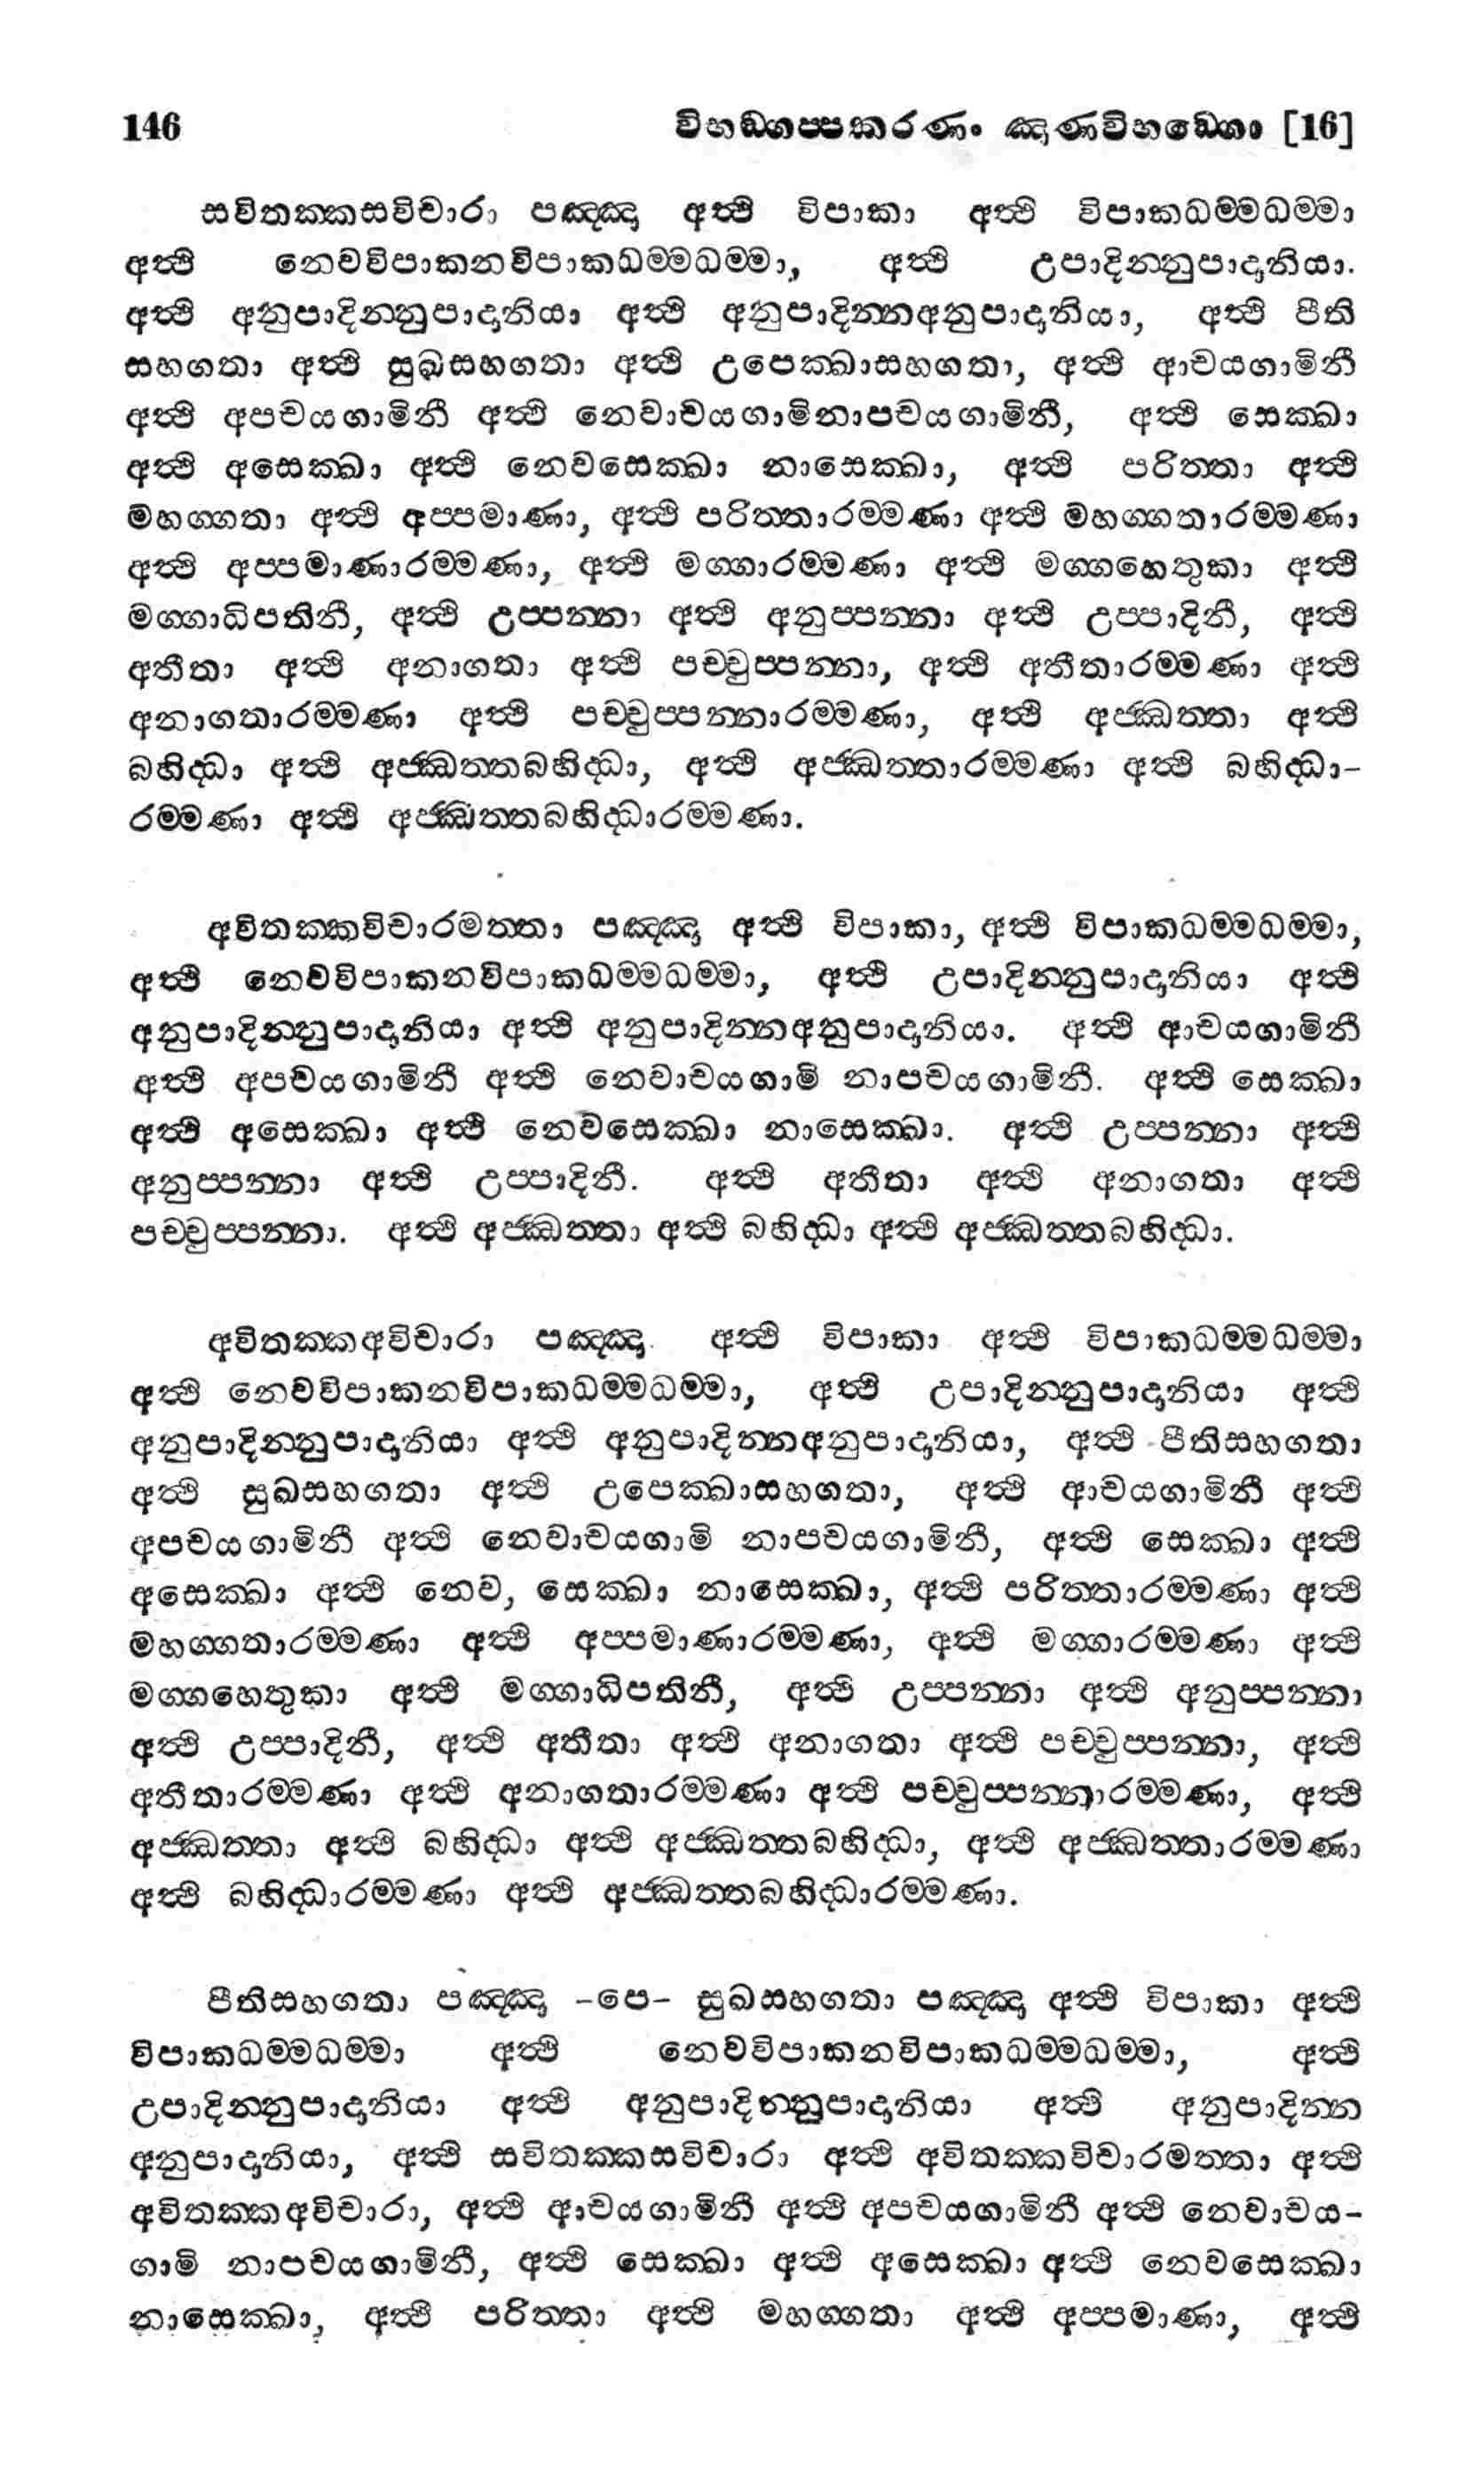 146 විභඞ්ගප්පකරණං ඤාණවිභඞ්ගො [16]
සවිතක්කසවිචාරා පඤ්ඤා අත්ථි විපාකා අත්ථි විපාකධම්මධම්මා
අත්ථි නෙවවිපාකනවිපාකධම්මධම්මා, අත්ථි උපාදින්නුපාදානියා.
අත්ථි අනුපාදින්නුපාදානියා අත්ථි අනුපාදින්නඅනුපාදානියා, අත්ථි පීති
සහගතා අත්ථි සුඛසහගතා අත්ථි උපෙක්ඛාසහගතා, අත්ථි ආචයගාමිනී
අත්ථි අපචයගාමිනී අත්ථි නෙවාචයගාමිනාපචයගාමිනී, අත්ථි සෙක්ඛා
අත්ථි අසෙක්ඛා අත්ථි නෙවසෙක්ඛා නාසෙක්ඛා, අත්ථි පරිත්තා අත්ථි
මහග්ගතා අත්ථි අප්පමාණා, අත්ථි පරිත්තාරම්මණා අත්ථි මහග්ගතාරම්මණා
අත්ථි අප්පමාණාරම්මණා, අත්ථි මග්ගාරම්මණා අත්ථි මග්ගහෙතුකා අත්ථි
මග්ගාධිපතිනී, අත්ථි උප්පන්නා අත්ථි අනුප්පන්නා අත්ථි උප්පාදිනී, අත්ථි
අතීතා අත්ථි අනාගතා අත්ථි පච්චුප්පන්නා, අත්ථි අතීතාරම්මණා අත්ථි
අනාගතාරම්මණා අත්ථි පච්චුප්පන්නාරම්මණා, අත්ථි අජ්ඣත්තා අත්ථි
බහිද්ධා අත්ථි අජ්ඣත්තබහිද්ධා, අත්ථි අජ්ඣත්තාරම්මණා අත්ථි බහිද්ධා-
රම්මණා අත්ථි අජ්ඣත්තබහිද්ධාරම්මණා.
අවිතක්කවිචාරමත්තා පඤ්ඤා අත්ථි විපාකා, අත්ථි විපාකධම්මධම්මා,
අත්ථි නෙවවිපාකනවිපාකධම්මධම්මා, අත්ථි උපාදින්නුපාදානියා අත්ථි
අනුපාදින්නුපාදානියා අත්ථි අනුපාදින්නඅනුපාදානියා. අත්ථි ආචයගාමිනී
අත්ථි අපචයගාමිනී අත්ථි නෙවාචයගාමි නාපචයගාමිනී. අත්ථි සෙක්ඛා
අත්ථි අසෙක්ඛා අත්ථි නෙවසෙක්ඛා නාසෙක්ඛා. අත්ථි උප්පන්නා අත්ථි
අනුප්පන්නා අත්ථි උප්පාදිනී. අත්ථි අතීතා අත්ථි අනාගතා අත්ථි
පච්චුප්පන්නා. අත්ථි අජ්ඣත්තා අත්ථි බහිද්ධා අත්ථි අජ්ඣත්තබහිද්ධා.
අවිතක්කඅවිචාරා පඤ්ඤා අත්ථි විපාකා අත්ථි විපාකධම්මධම්මා
අත්ථි නෙවවිපාකනවිපාකධම්මධම්මා, අත්ථි උපාදින්නුපාදානියා අත්ථි
අනුපාදින්නුපාදානියා අත්ථි අනුපාදින්නඅනුපාදානියා, අත්ථි පීතිසහගතා
අත්ථි සුඛසහගතා අත්ථි උපෙක්ඛාසහගතා, අත්ථි ආචයගාමිනී අත්ථි
අපචයගාමිනී අත්ථි නෙවාචයගාමි නාපචයගාමිනී, අත්ථි සෙක්ඛා අත්ථි
අසෙක්ඛා අත්ථි නෙව, සෙක්ඛා නාසෙක්ඛා, අත්ථි පරිත්තාරම්මණා අත්ථි
මහග්ගතාරම්මණා අත්ථි අප්පමාණාරම්මණා, අත්ථි මග්ගාරම්මණා අත්ථි
මග්ගහෙතුකා අත්ථි මග්ගාධිපතිනී, අත්ථි උප්පන්නා අත්ථි අනුප්පන්නා
අත්ථි උප්පාදිනී, අත්ථි අතීතා අත්ථි අනාගතා අත්ථි පච්චුප්පන්නා, අත්ථි
අතීතාරම්මණා අත්ථි අනාගතාරම්මණා අත්ථි පච්චුප්පන්නාරම්මණා, අත්ථි
අජ්ඣත්තා අත්ථි බහිද්ධා අත්ථි අජ්ඣත්තබහිද්ධා, අත්ථි අජ්ඣත්තාරම්මණා
අත්ථි බහිද්ධාරම්මණා අත්ථි අජ්ඣත්තබහිද්ධාරම්මණා.
පීතිසහගතා පඤ්ඤා -පෙ- සුඛසහගතා පඤ්ඤා අත්ථි විපාකා අත්ථි
විපාකධම්මධම්මා අත්ථි නෙවවිපාකනවිපාකධම්මධම්මා, අත්ථි
උපාදින්නුපාදානියා අත්ථි අනුපාදින්නුපාදානියා අත්ථි අනුපාදින්න
අනුපාදානියා, අත්ථි සවිතක්කසවිචාරා අත්ථි අවිතක්කවිචාරමත්තා අත්ථි
අවිතක්කඅවිචාරා, අත්ථි ආචයගාමිනී අත්ථි අපචයගාමිනී අත්ථි නෙවාචය-
ගාමි නාපචයගාමිනී, අත්ථි සෙක්ඛා අත්ථි අසෙක්ඛා අත්ථි නෙවසෙක්ඛා
නාසෙක්ඛා, අත්ථි පරිත්තා අත්ථි මහග්ගතා අත්ථි අප්පමාණා, අත්ථි